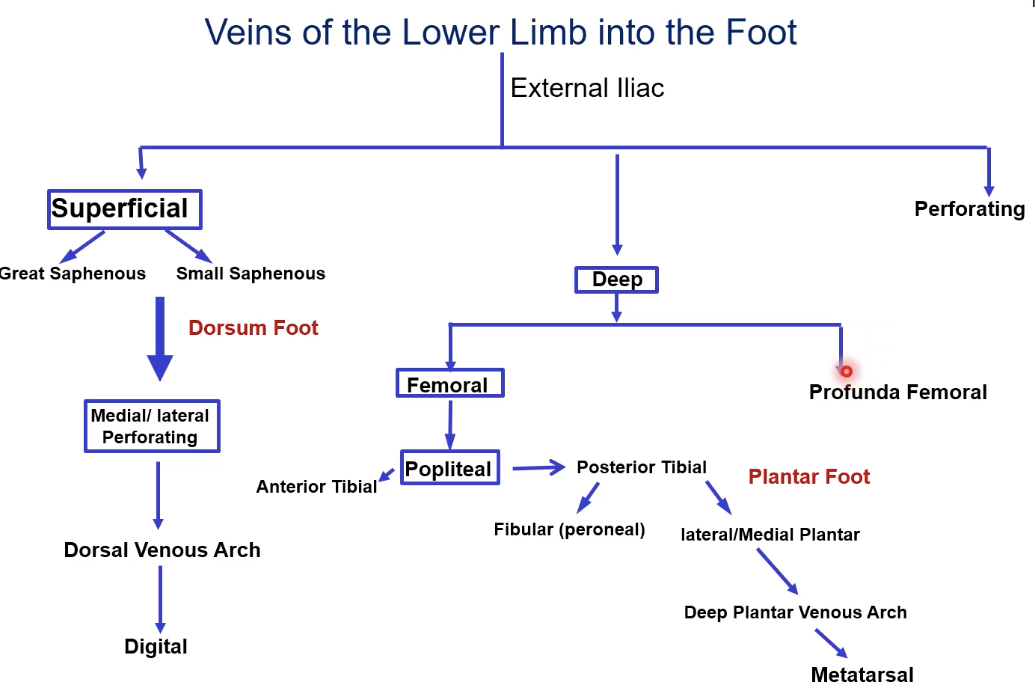 Veins of the Lower Limb into the Foot
External Iliac
Superficial
Perforating
Great Saphenous
Small Saphenous
Deep
Dorsum Foot
Femoral
Profunda Femoral
Medial/ lateral
Perforating
Popliteal
Posterior Tibial
Plantar Foot
Anterior Tibial
Fibular (peroneal)
lateral/Medial Plantar
Dorsal Venous Arch
Deep Plantar Venous Arch
Digital
Metatarsal